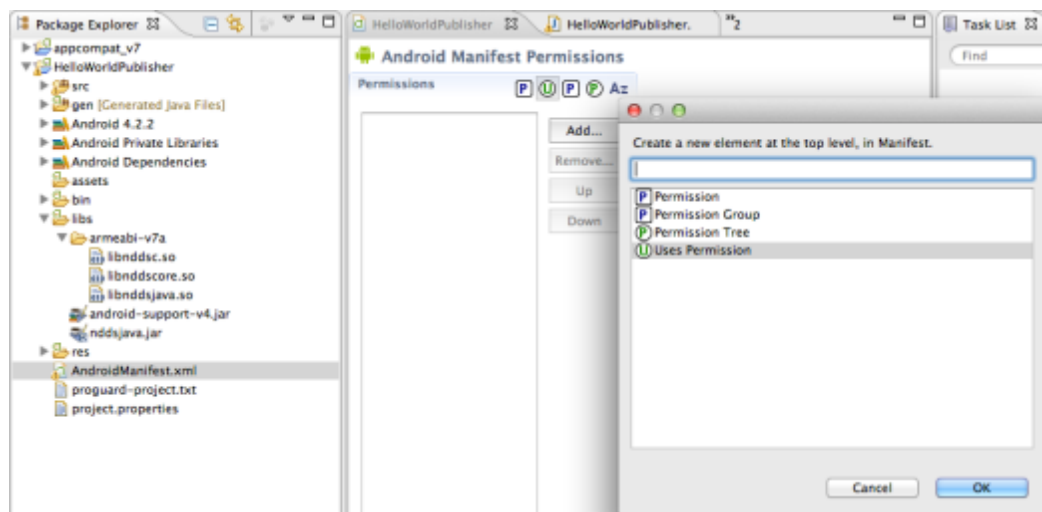 Package Explorer
appcompat_v7
HelloWorldPublisher
src
gen [Generated Java Files]
Android 4.2.2
Android Private Libraries
Android Dependencies
assets
bin
libs
armeabi-v7a
libnddsc.so
libnddscore.so
libnddsjava.so
android-support-v4.jar
nddsjava.jar
res
AndroidManifest.xml
proguard-project.txt
project.properties
HelloWorldPublisher
HelloWorldPublisher.
"2
Android Manifest Permissions
Permissions
P U P P Az
Add...
Remove...
Up
Down
Task List
Find
Create a new element at the top level, in Manifest.
P Permission
P Permission Group
P Permission Tree
U Uses Permission
Cancel
OK